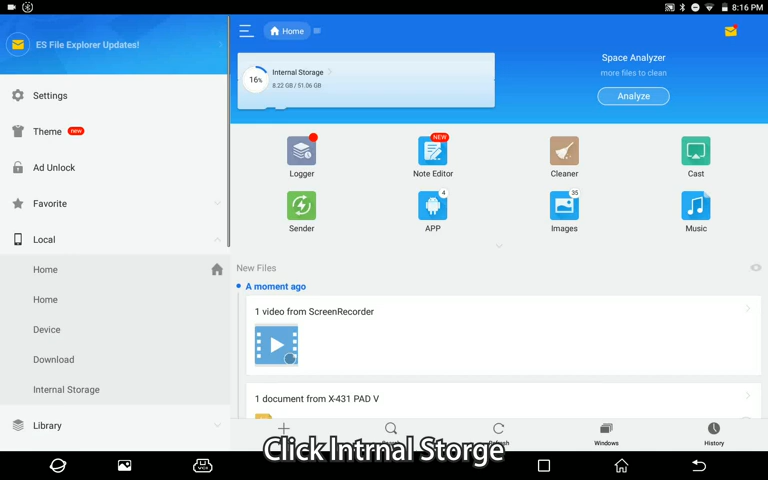 8:16 PM
ES File Explorer Updates!
Settings
Theme new
Ad Unlock
Favorite
Local
Home
Home
Device
Download
Internal Storage
Library
Home
16%
Internal Storage
8.22 GB / 51.06 GB
Space Analyzer
more files to clean
Analyze
Logger
NEW
Note Editor
Cleaner
Cast
Sender
4
APP
35
Images
Music
New Files
A moment ago
1 video from ScreenRecorder
1 document from X-431 PAD V
Windows
History
Click Intrnal Storge
VCI